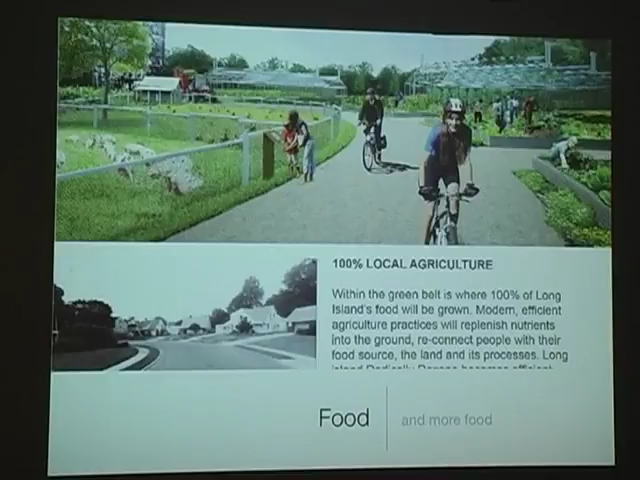 100% LOCAL AGRICULTURE
Within the green belt is where 100% of Long
Island's food will be grown. Modern, efficient
agriculture practices will replenish nutrients
into the ground, re-connect people with their
food source, the land and its processes. Long
Food
and more food